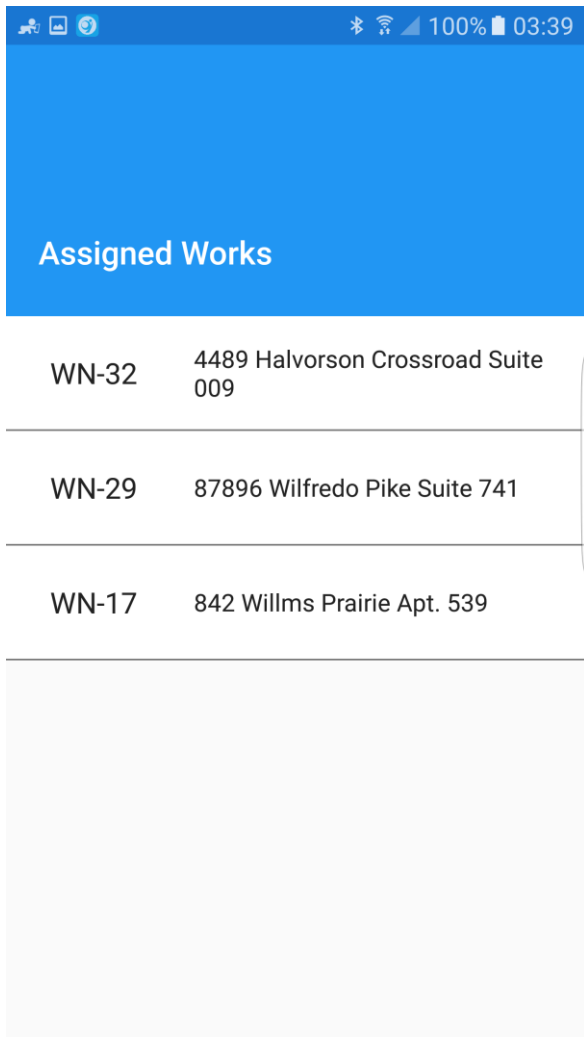 100% 03:39
Assigned Works
WN-32
4489 Halvorson Crossroad Suite
009
WN-29
87896 Wilfredo Pike Suite 741
WN-17
842 Willms Prairie Apt. 539